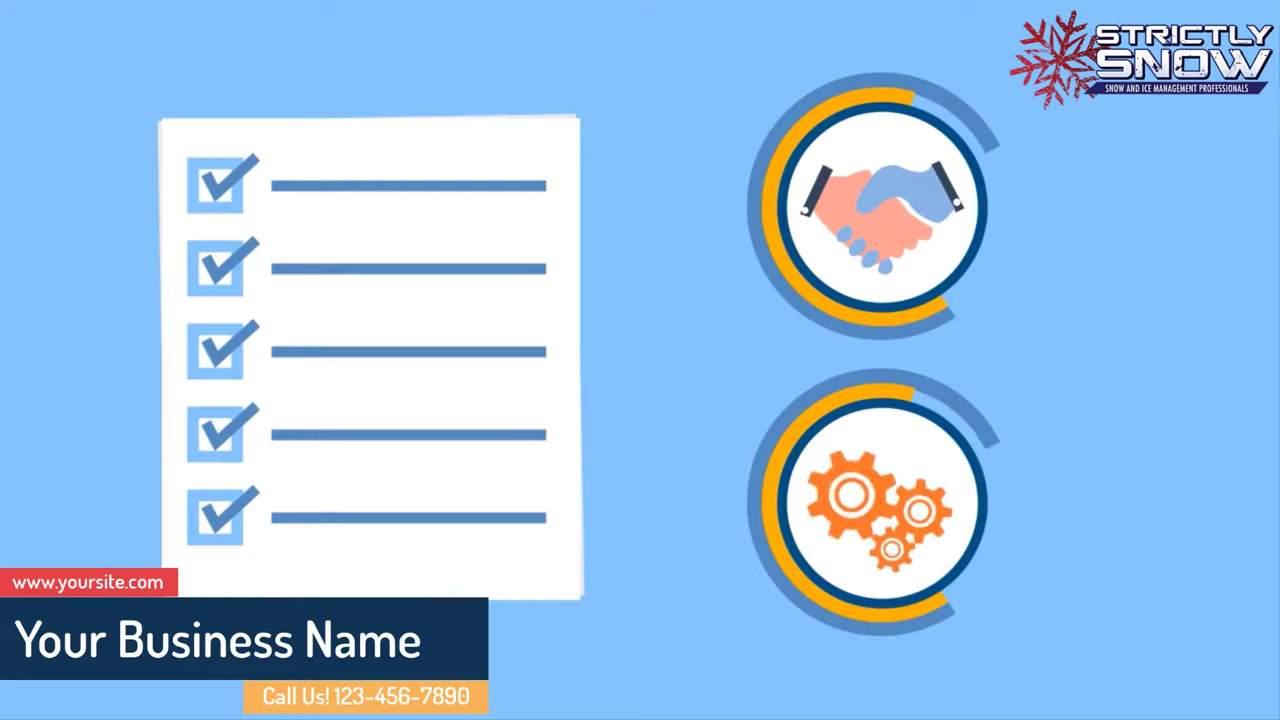 STRICTLY
SNOW
SNOW AND ICE MANAGEMENT PROFESSIONALS
www.yoursite.com
Your Business Name
Call Us! 123-456-7890